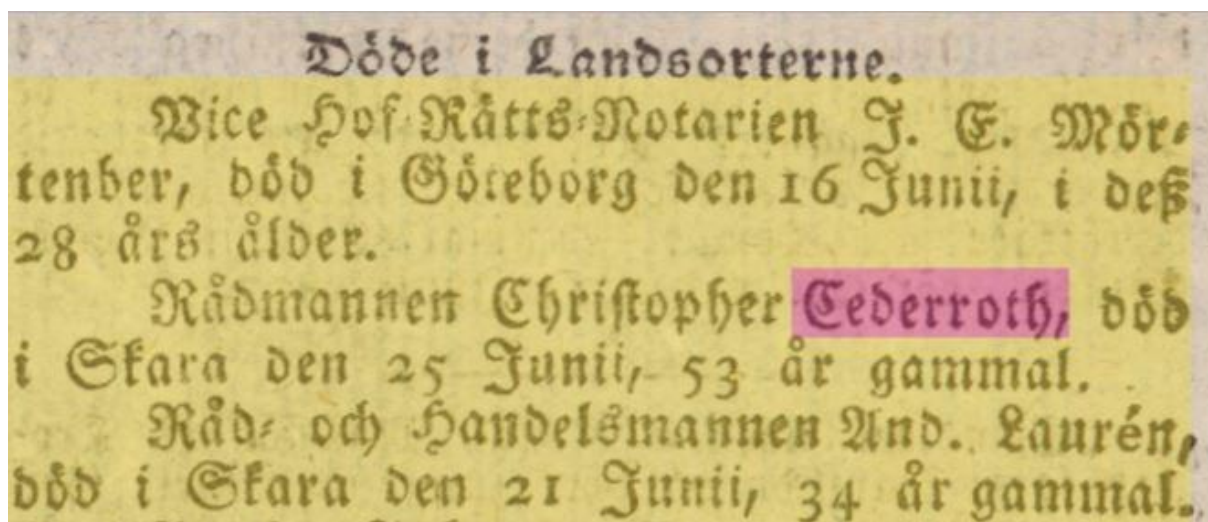 Döde i Landsorterne.
Vice Hof-Rätts-Notarien J. E. Mör-
tenber, död i Göteborg den 16 Junii, i deß
28 års ålder.
Rådmannen Christopher Cederroth, död
i Skara den 25 Junii, 53 år gammal.
Råd- och Handelsmannen And. Laurén,
död i Skara den 21 Junii, 34 år gammal.